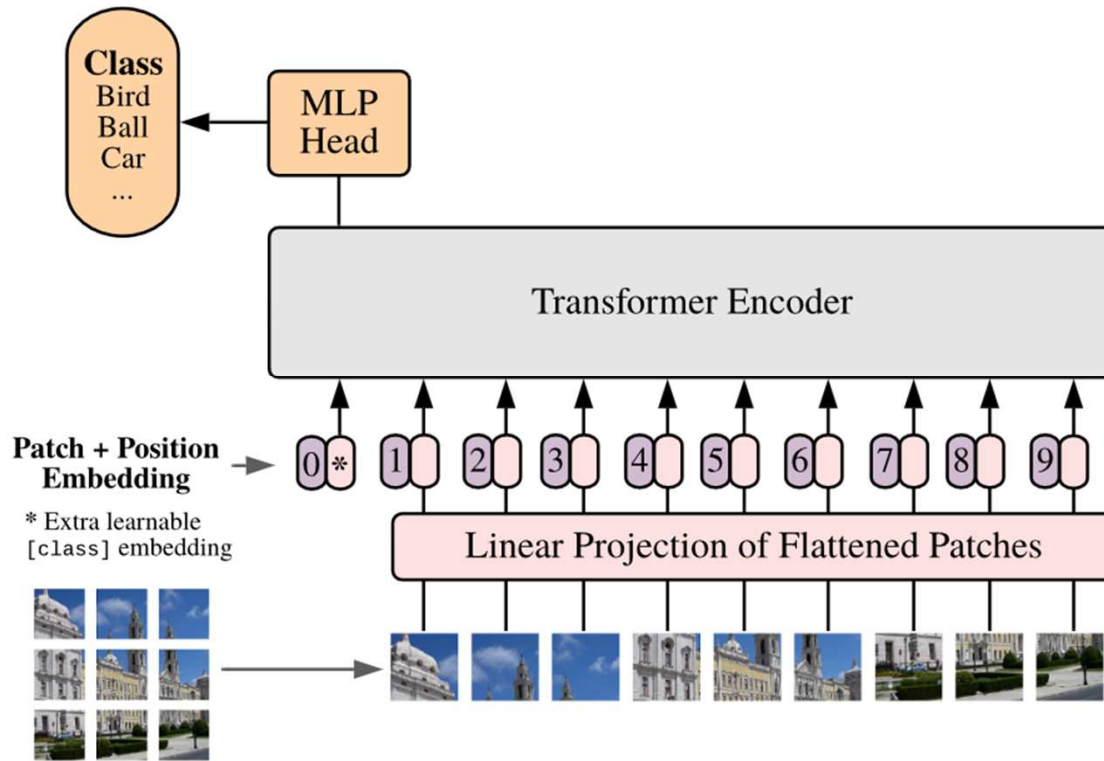 Class
Bird
Ball
Car
...
MLP
Head
Transformer Encoder
Patch + Position
Embedding
0 * 1 2 3 4 5 6 7 8 9
* Extra learnable
[class] embedding
Linear Projection of Flattened Patches